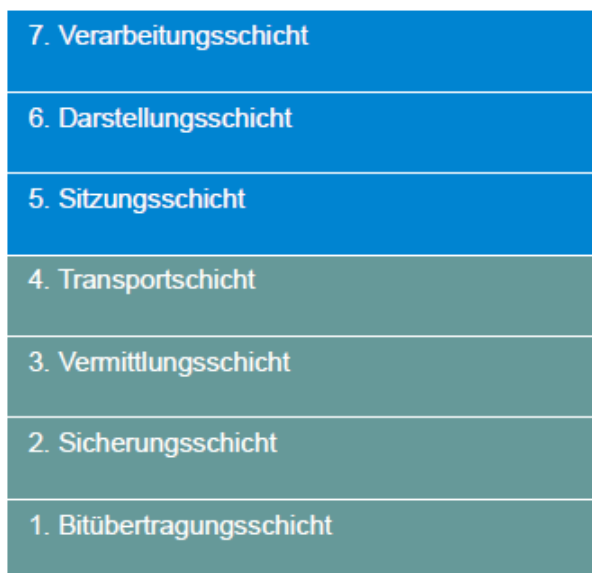 7. Verarbeitungsschicht
6. Darstellungsschicht
5. Sitzungsschicht
4. Transportschicht
3. Vermittlungsschicht
2. Sicherungsschicht
1. Bitübertragungsschicht